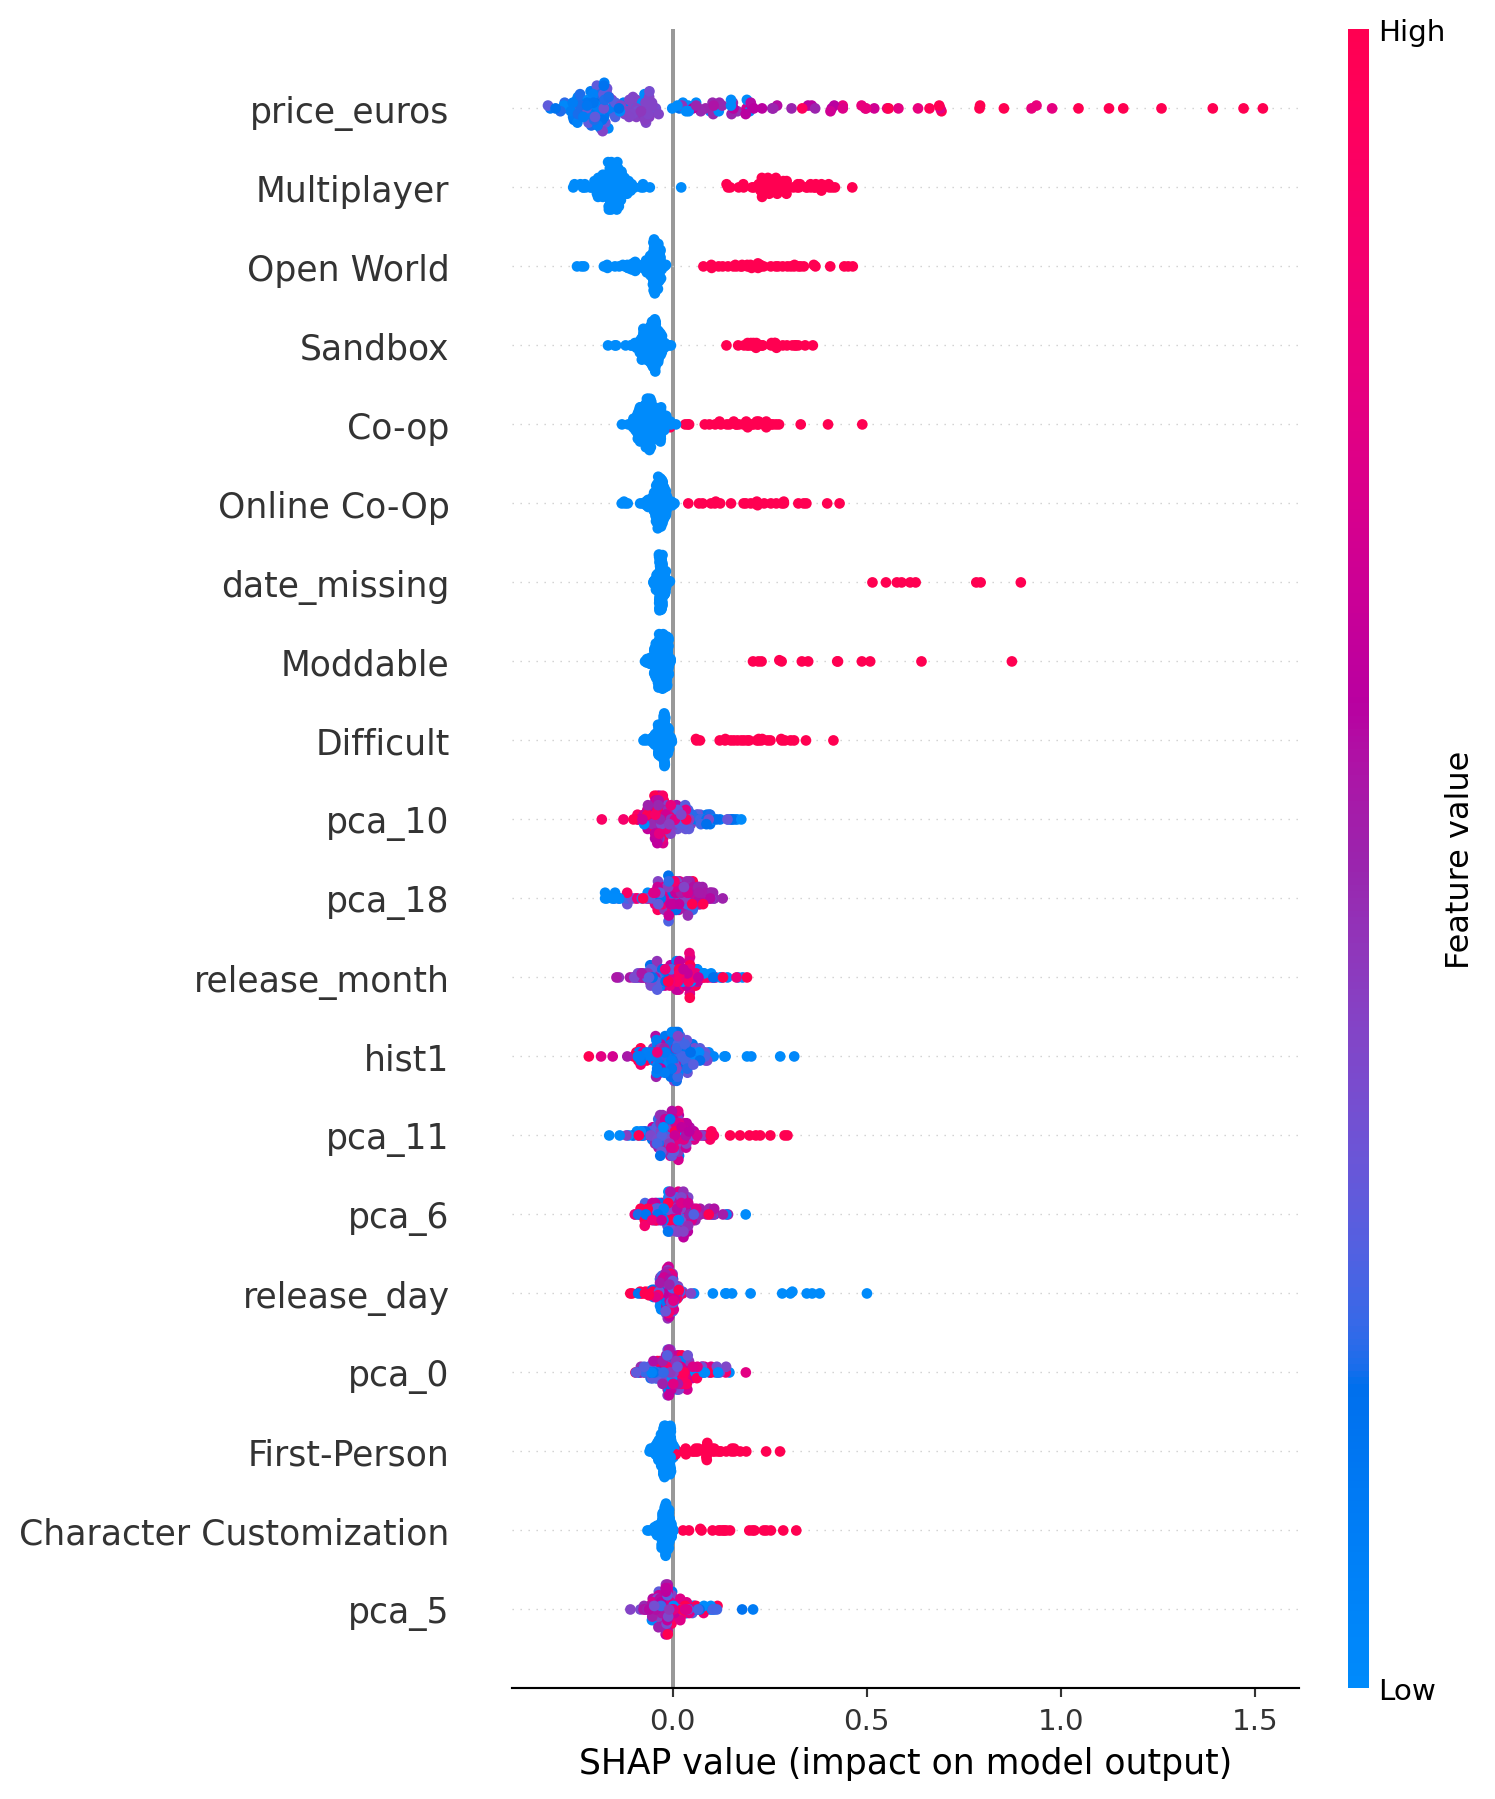 High
price_euros
Multiplayer
Open World
Sandbox
Co-op
Online Co-Op
date_missing
Moddable
Difficult
pca_10
pca_18
release_month
hist1
pca_11
pca_6
release_day
pca_0
First-Person
Character Customization
pca_5
Feature value
Low
0.0 0.5 1.0 1.5
SHAP value (impact on model output)